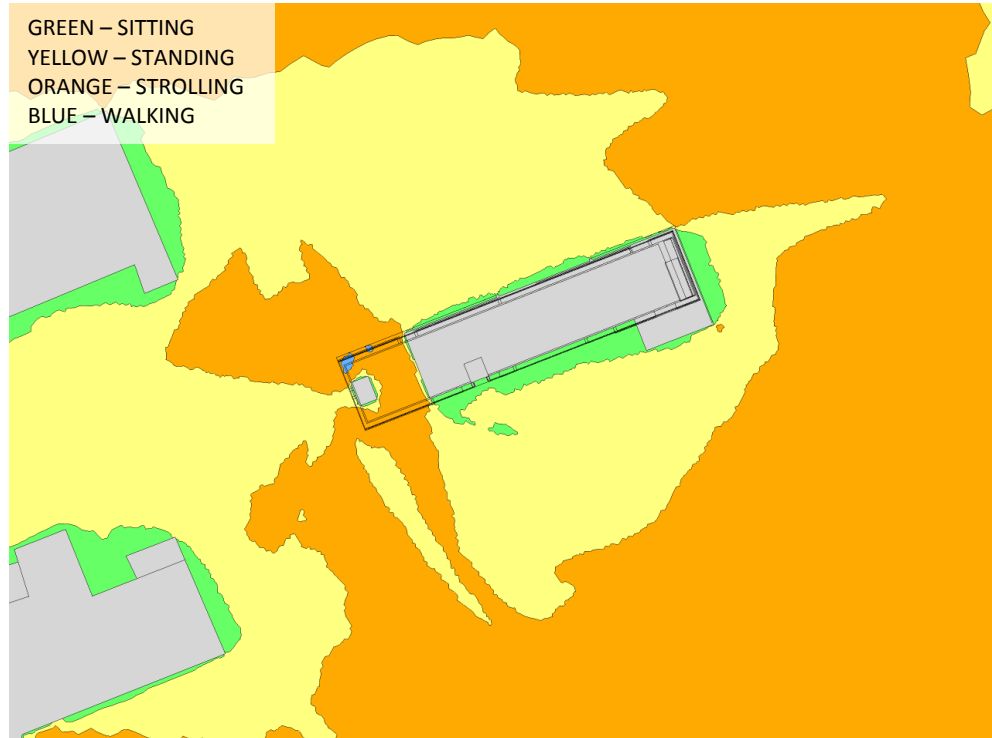 GREEN – SITTING
YELLOW – STANDING
ORANGE – STROLLING
BLUE – WALKING